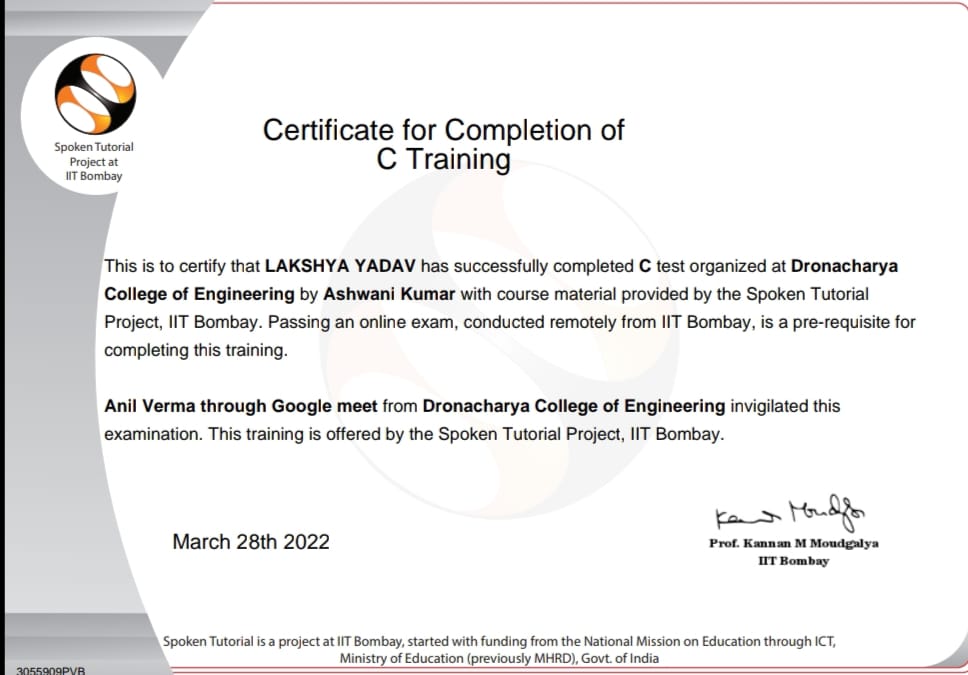 Spoken Tutorial
Project at
IIT Bombay
Certificate for Completion of
C Training
This is to certify that LAKSHYA YADAV has successfully completed C test organized at Dronacharya
College of Engineering by Ashwani Kumar with course material provided by the Spoken Tutorial
Project, IIT Bombay. Passing an online exam, conducted remotely from IIT Bombay, is a pre-requisite for
completing this training.
Anil Verma through Google meet from Dronacharya College of Engineering invigilated this
examination. This training is offered by the Spoken Tutorial Project, IIT Bombay.
March 28th 2022
Prof. Kannan M Moudgalya
IIT Bombay
Spoken Tutorial is a project at IIT Bombay, started with funding from the National Mission on Education through ICT,
Ministry of Education (previously MHRD), Govt. of India
3055909PVB